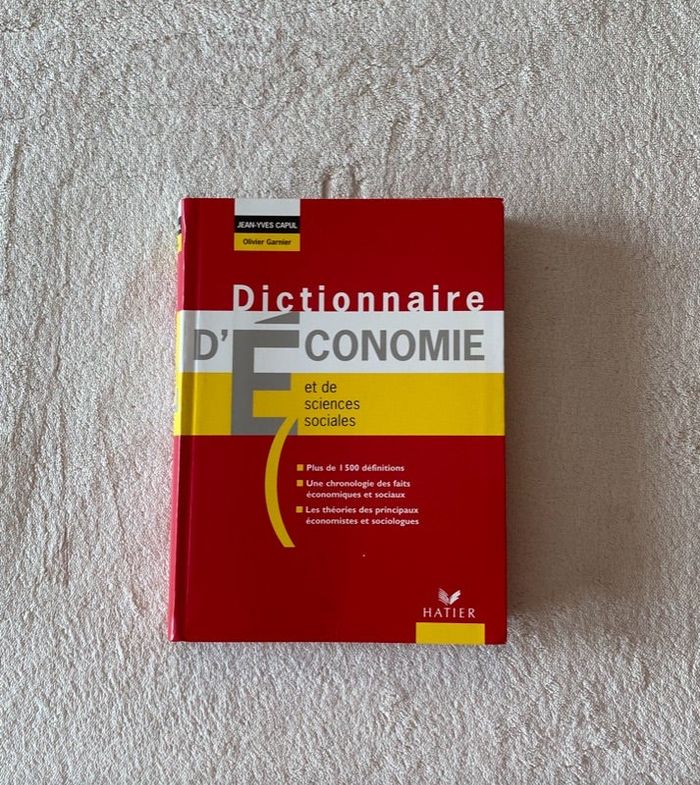 JEAN-YVES CAPUL
Olivier Garnier
Dictionnaire
D'ÉCONOMIE
et de
sciences
sociales
Plus de 1 500 définitions
Une chronologie des faits
économiques et sociaux
Les théories des principaux
économistes et sociologues
HATIER